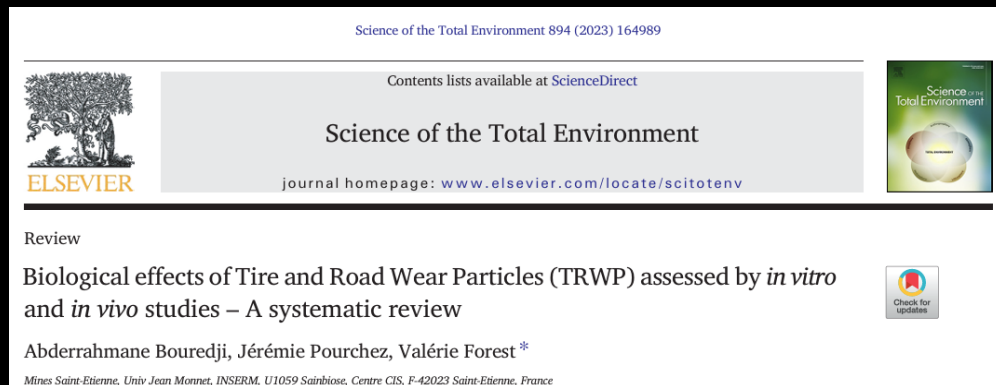 Science of the Total Environment 894 (2023) 164989
Contents lists available at ScienceDirect
Science of the Total Environment
journal homepage: www.elsevier.com/locate/scitotenv
ELSEVIER
Science OF THE
Total Environment
Review
Biological effects of Tire and Road Wear Particles (TRWP) assessed by in vitro
and in vivo studies – A systematic review
Check for
updates
Abderrahmane Bouredji, Jérémie Pourchez, Valérie Forest *
Mines Saint-Etienne, Univ Jean Monnet, INSERM, U1059 Sainbiose, Centre CIS, F-42023 Saint-Etienne, France